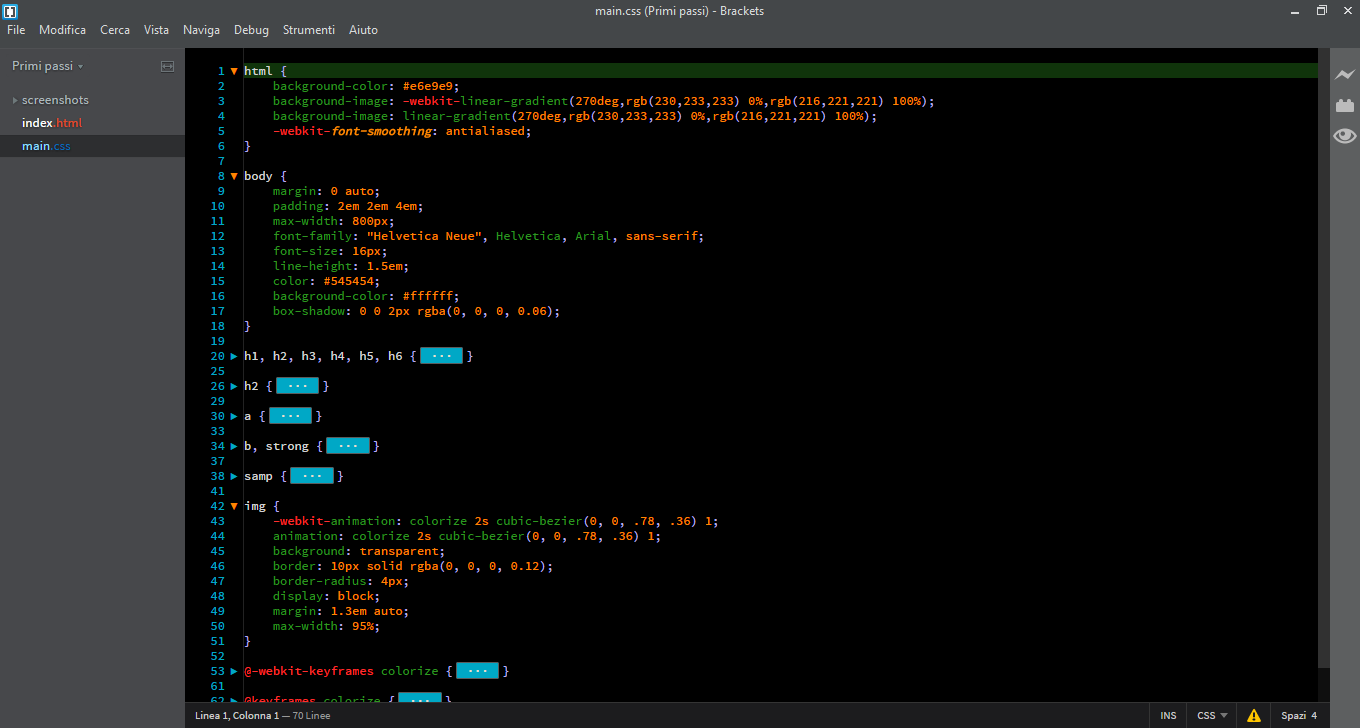 main.css (Primi passi) - Brackets
File Modifica Cerca Vista Naviga Debug Strumenti Aiuto
Primi passi
screenshots
index.html
main.css
1 html {
2 background-color: #e6e9e9;
3 background-image: -webkit-linear-gradient(270deg,rgb(230,233,233) 0%,rgb(216,221,221) 100%);
4 background-image: linear-gradient(270deg,rgb(230,233,233) 0%,rgb(216,221,221) 100%);
5 -webkit-font-smoothing: antialiased;
6 }
7
8 body {
9 margin: 0 auto;
10 padding: 2em 2em 4em;
11 max-width: 800px;
12 font-family: "Helvetica Neue", Helvetica, Arial, sans-serif;
13 font-size: 16px;
14 line-height: 1.5em;
15 color: #545454;
16 background-color: #ffffff;
17 box-shadow: 0 0 2px rgba(0, 0, 0, 0.06);
18 }
19
20 h1, h2, h3, h4, h5, h6 { ... }
25
26 h2 { ... }
29
30 a { ... }
33
34 b, strong { ... }
37
38 samp { ... }
41
42 img {
43 -webkit-animation: colorize 2s cubic-bezier(0, 0, .78, .36) 1;
44 animation: colorize 2s cubic-bezier(0, 0, .78, .36) 1;
45 background: transparent;
46 border: 10px solid rgba(0, 0, 0, 0.12);
47 border-radius: 4px;
48 display: block;
49 margin: 1.3em auto;
50 max-width: 95%;
51 }
52
53 @-webkit-keyframes colorize { ... }
61
62 @keyframes colorize { ... }
Linea 1, Colonna 1 — 70 Linee
INS CSS Spazi 4